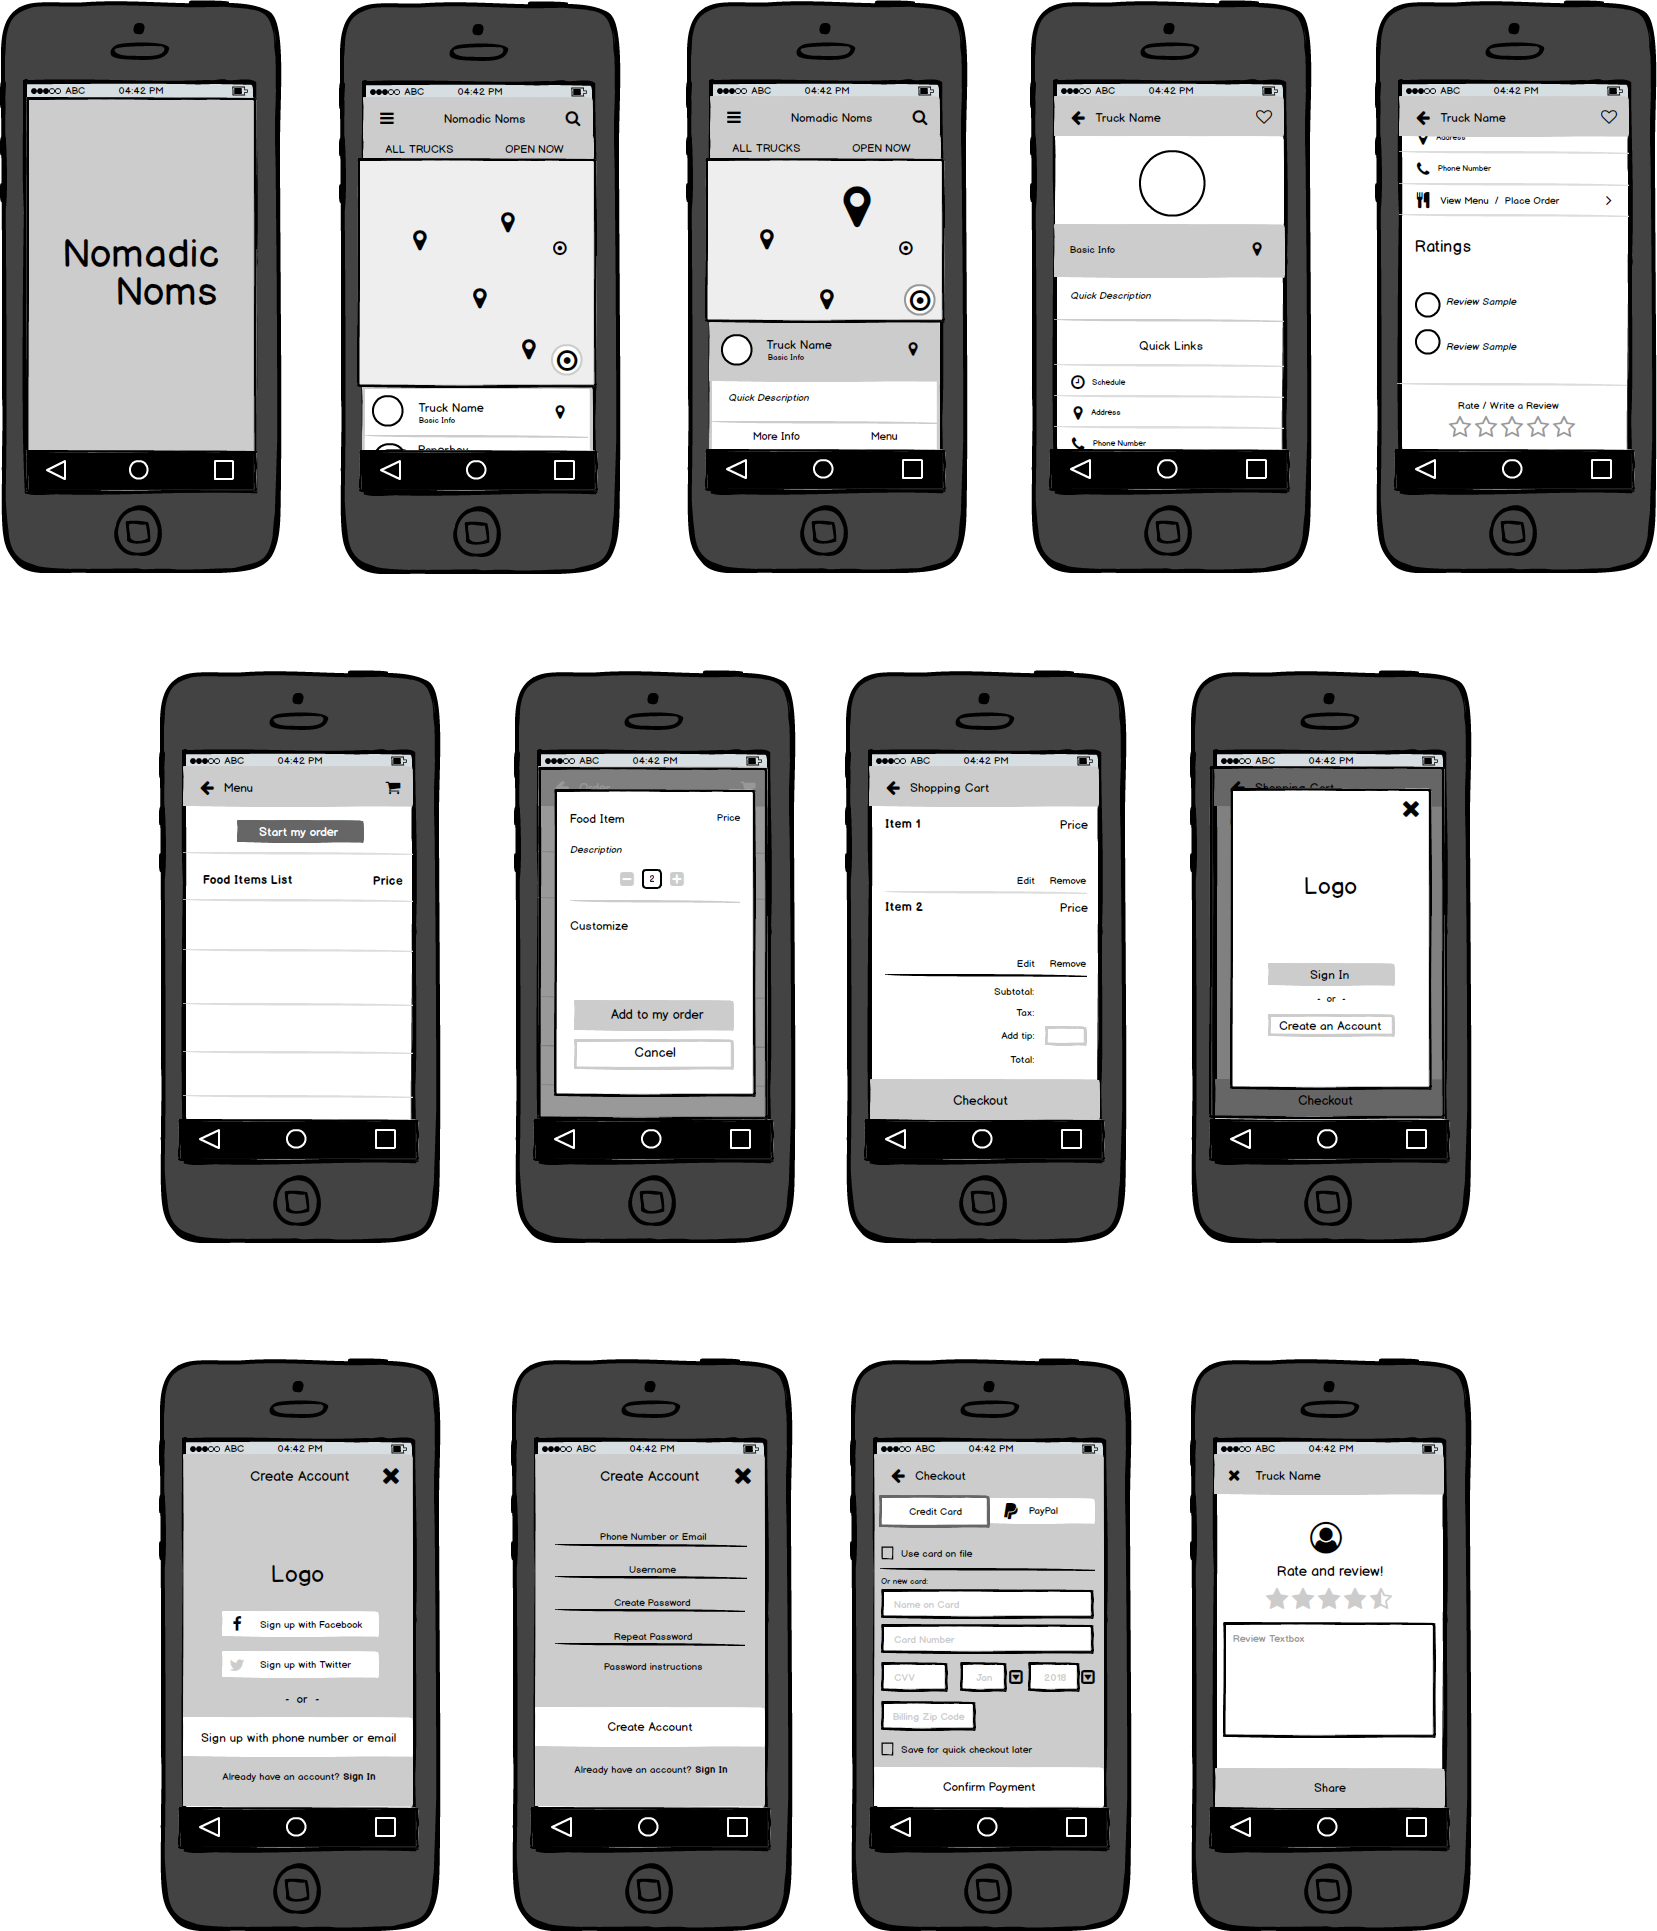 ABC 04:42 PM
Nomadic
Noms
ABC 04:42 PM
Nomadic Noms
ALL TRUCKS OPEN NOW
Truck Name
Basic Info
ABC 04:42 PM
Nomadic Noms
ALL TRUCKS OPEN NOW
Truck Name
Basic Info
Quick Description
More Info Menu
ABC 04:42 PM
Truck Name
Basic Info
Quick Description
Quick Links
Schedule
Address
Phone Number
ABC 04:42 PM
Truck Name
Address
Phone Number
View Menu / Place Order
Ratings
Review Sample
Review Sample
Rate / Write a Review
ABC 04:42 PM
Menu
Start my order
Food Items List Price
ABC 04:42 PM
Order
Food Item Price
Description
2
Customize
Add to my order
Cancel
ABC 04:42 PM
Shopping Cart
Item 1 Price
Edit Remove
Item 2 Price
Edit Remove
Subtotal:
Tax:
Add tip:
Total:
Checkout
ABC 04:42 PM
Shopping Cart
Logo
Sign In
- or -
Create an Account
Checkout
ABC 04:42 PM
Create Account
Logo
Sign up with Facebook
Sign up with Twitter
- or -
Sign up with phone number or email
Already have an account? Sign In
ABC 04:42 PM
Create Account
Phone Number or Email
Username
Create Password
Repeat Password
Password instructions
Create Account
Already have an account? Sign In
ABC 04:42 PM
Checkout
Credit Card PayPal
Use card on file
Or new card:
Name on Card
Card Number
CVV Jan 2018
Billing Zip Code
Save for quick checkout later
Confirm Payment
ABC 04:42 PM
Truck Name
Rate and review!
Review Textbox
Share